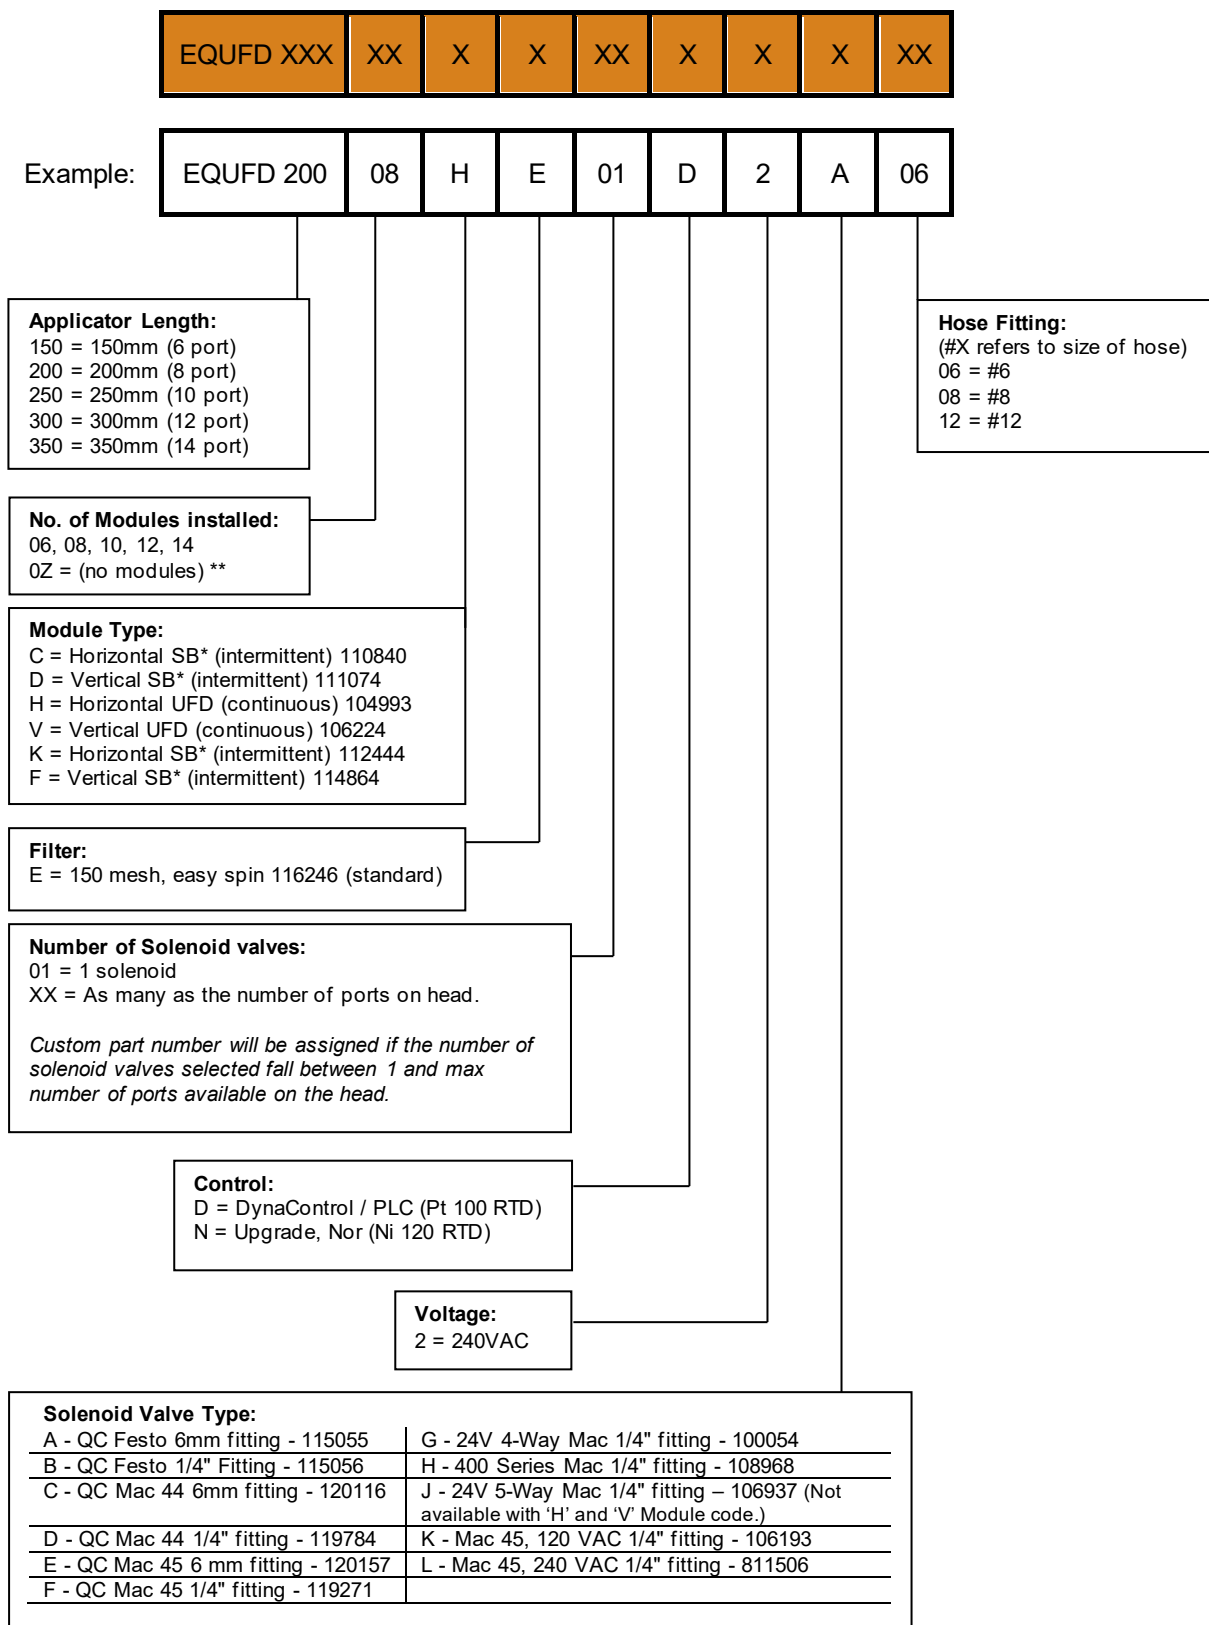 EQUFD XXX XX X X XX X X X XX
Example: EQUFD 200 08 H E 01 D 2 A 06
Applicator Length:
150 = 150mm (6 port)
200 = 200mm (8 port)
250 = 250mm (10 port)
300 = 300mm (12 port)
350 = 350mm (14 port)
Hose Fitting:
(#X refers to size of hose)
06 = #6
08 = #8
12 = #12
No. of Modules installed:
06, 08, 10, 12, 14
0Z = (no modules) **
Module Type:
C = Horizontal SB* (intermittent) 110840
D = Vertical SB* (intermittent) 111074
H = Horizontal UFD (continuous) 104993
V = Vertical UFD (continuous) 106224
K = Horizontal SB* (intermittent) 112444
F = Vertical SB* (intermittent) 114864
Filter:
E = 150 mesh, easy spin 116246 (standard)
Number of Solenoid valves:
01 = 1 solenoid
XX = As many as the number of ports on head.
Custom part number will be assigned if the number of
solenoid valves selected fall between 1 and max
number of ports available on the head.
Control:
D = DynaControl / PLC (Pt 100 RTD)
N = Upgrade, Nor (Ni 120 RTD)
Voltage:
2 = 240VAC
Solenoid Valve Type:
A - QC Festo 6mm fitting - 115055 G - 24V 4-Way Mac 1/4" fitting - 100054
B - QC Festo 1/4" Fitting - 115056 H - 400 Series Mac 1/4" fitting - 108968
C - QC Mac 44 6mm fitting - 120116 J - 24V 5-Way Mac 1/4" fitting – 106937 (Not
available with ‘H’ and ‘V’ Module code.)
D - QC Mac 44 1/4" fitting - 119784 K - Mac 45, 120 VAC 1/4" fitting - 106193
E - QC Mac 45 6 mm fitting - 120157 L - Mac 45, 240 VAC 1/4" fitting - 811506
F - QC Mac 45 1/4" fitting - 119271